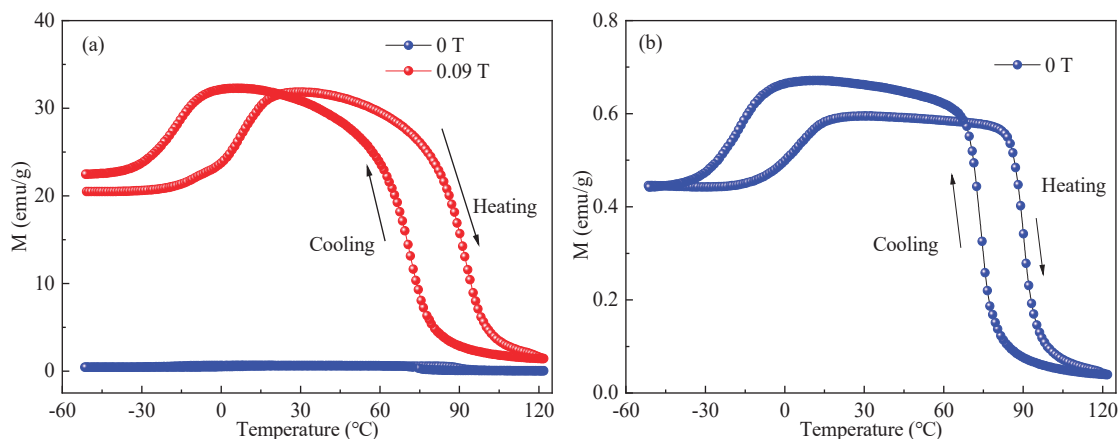 (a)
0 T
0.09 T
Heating
Cooling
M (emu/g)
40
30
20
10
0
-60
-30
0
30
60
90
120
Temperature (℃)
(b)
0 T
Heating
Cooling
M (emu/g)
0.8
0.6
0.4
0.2
0.0
-60
-30
0
30
60
90
120
Temperature (℃)